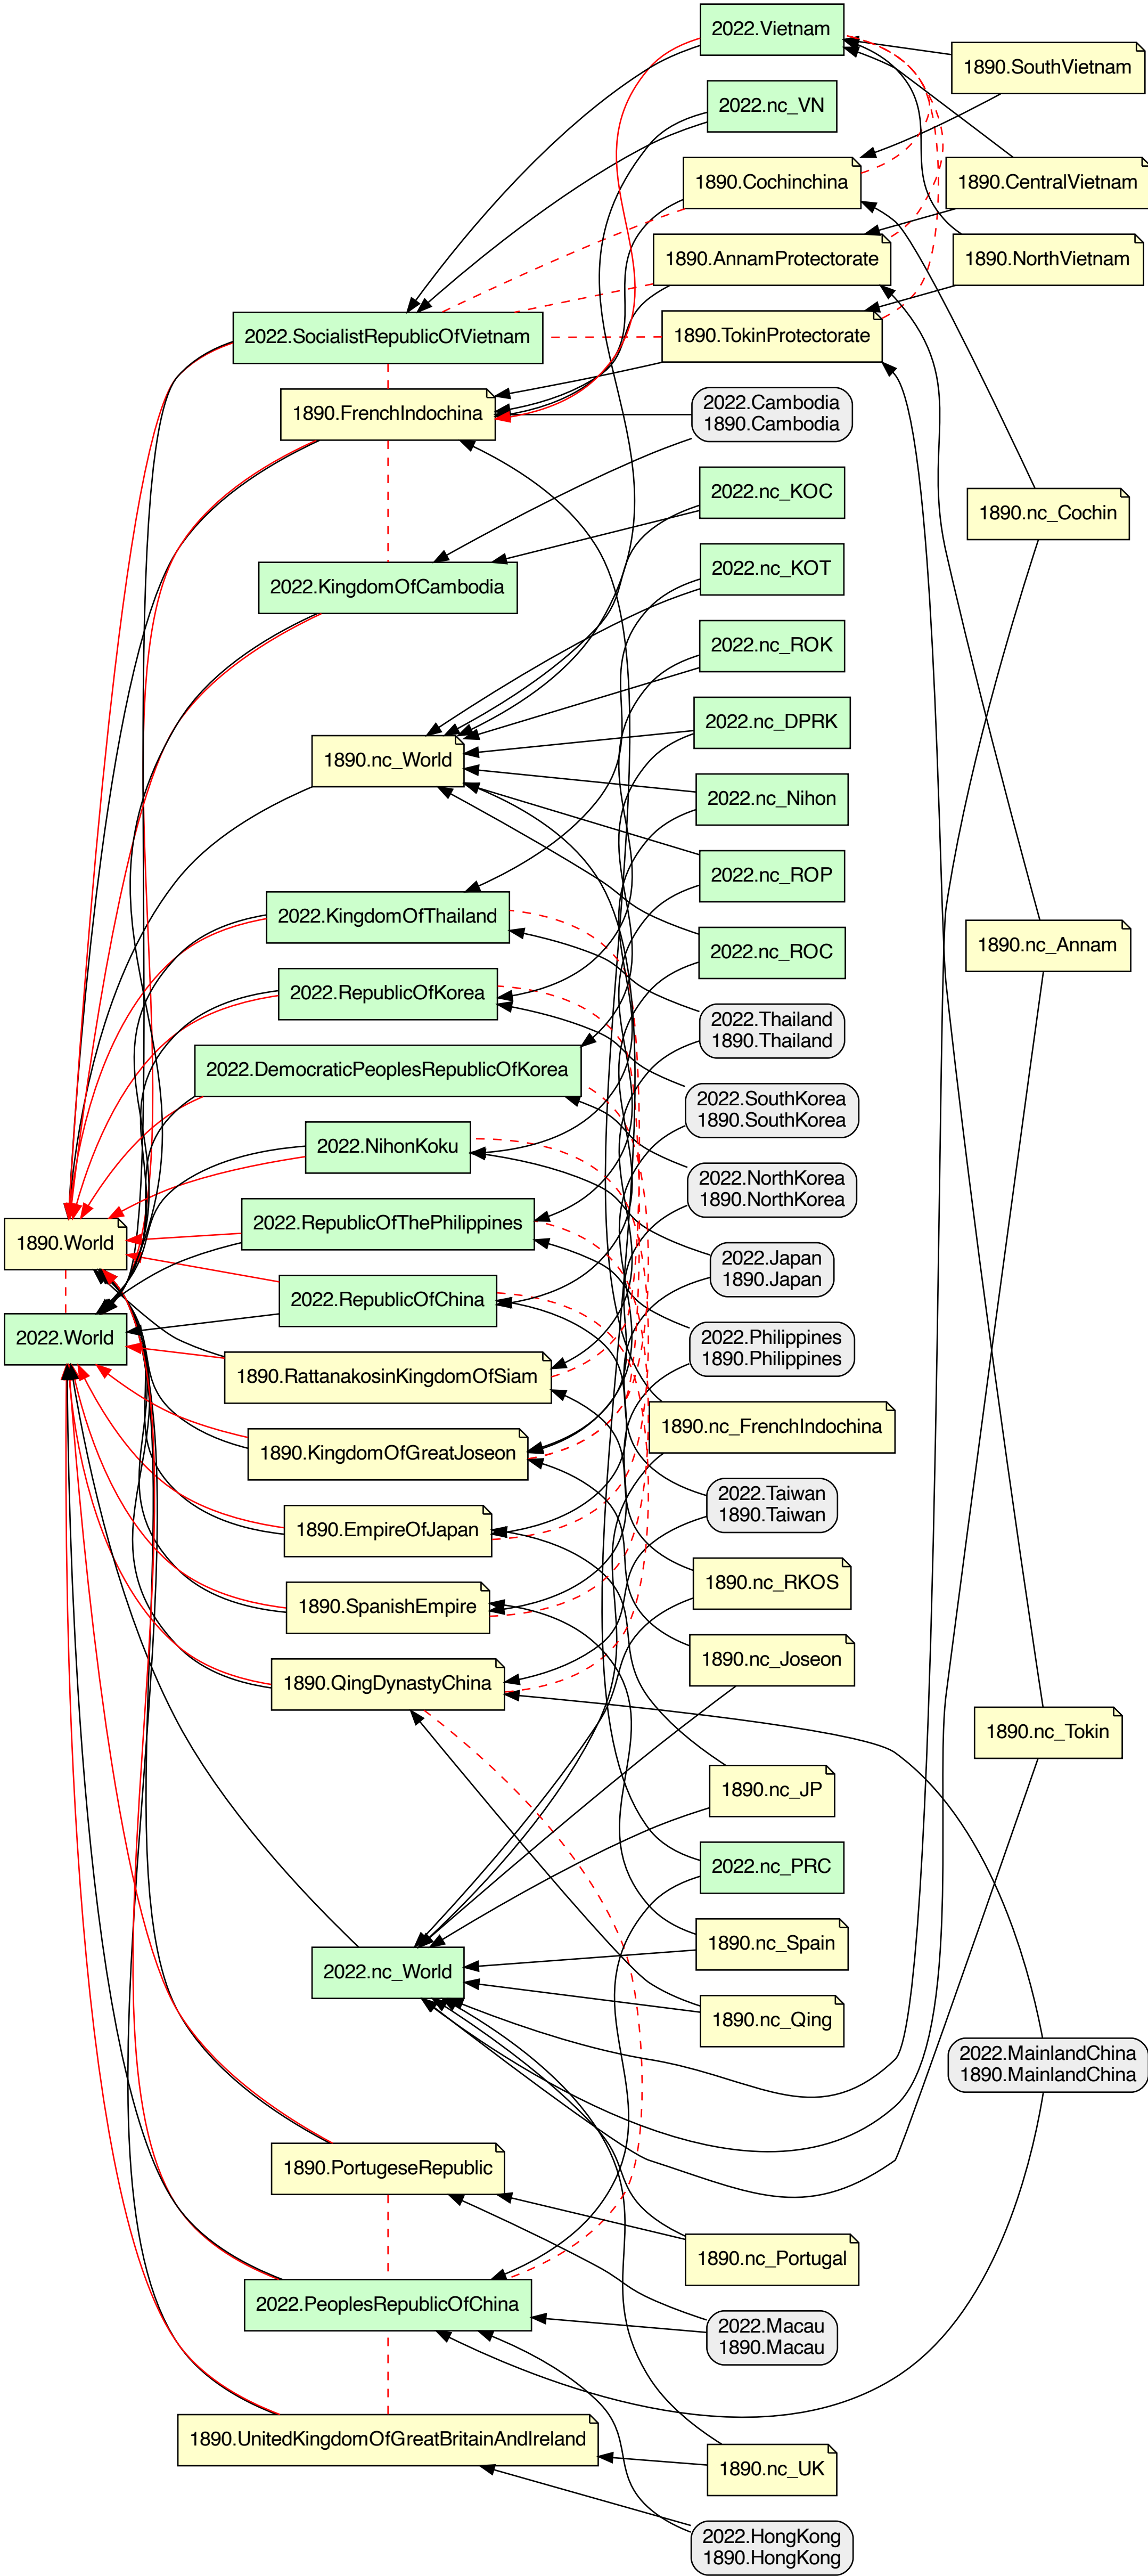 2022.Vietnam
1890.SouthVietnam
2022.nc_VN
1890.Cochinchina
1890.CentralVietnam
1890.AnnamProtectorate
1890.NorthVietnam
2022.SocialistRepublicOfVietnam
1890.TokinProtectorate
1890.FrenchIndochina
2022.Cambodia
1890.Cambodia
2022.nc_KOC
1890.nc_Cochin
2022.KingdomOfCambodia
2022.nc_KOT
2022.nc_ROK
2022.nc_DPRK
1890.nc_World
2022.nc_Nihon
2022.nc_ROP
2022.KingdomOfThailand
2022.nc_ROC
1890.nc_Annam
2022.RepublicOfKorea
2022.Thailand
1890.Thailand
2022.DemocraticPeoplesRepublicOfKorea
2022.SouthKorea
1890.SouthKorea
2022.NihonKoku
2022.NorthKorea
1890.NorthKorea
2022.RepublicOfThePhilippines
1890.World
2022.Japan
1890.Japan
2022.RepublicOfChina
2022.World
2022.Philippines
1890.Philippines
1890.RattanakosinKingdomOfSiam
1890.nc_FrenchIndochina
1890.KingdomOfGreatJoseon
2022.Taiwan
1890.Taiwan
1890.EmpireOfJapan
1890.nc_RKOS
1890.SpanishEmpire
1890.nc_Joseon
1890.QingDynastyChina
1890.nc_Tokin
1890.nc_JP
2022.nc_PRC
1890.nc_Spain
2022.nc_World
1890.nc_Qing
2022.MainlandChina
1890.MainlandChina
1890.PortugeseRepublic
1890.nc_Portugal
2022.PeoplesRepublicOfChina
2022.Macau
1890.Macau
1890.UnitedKingdomOfGreatBritainAndIreland
1890.nc_UK
2022.HongKong
1890.HongKong